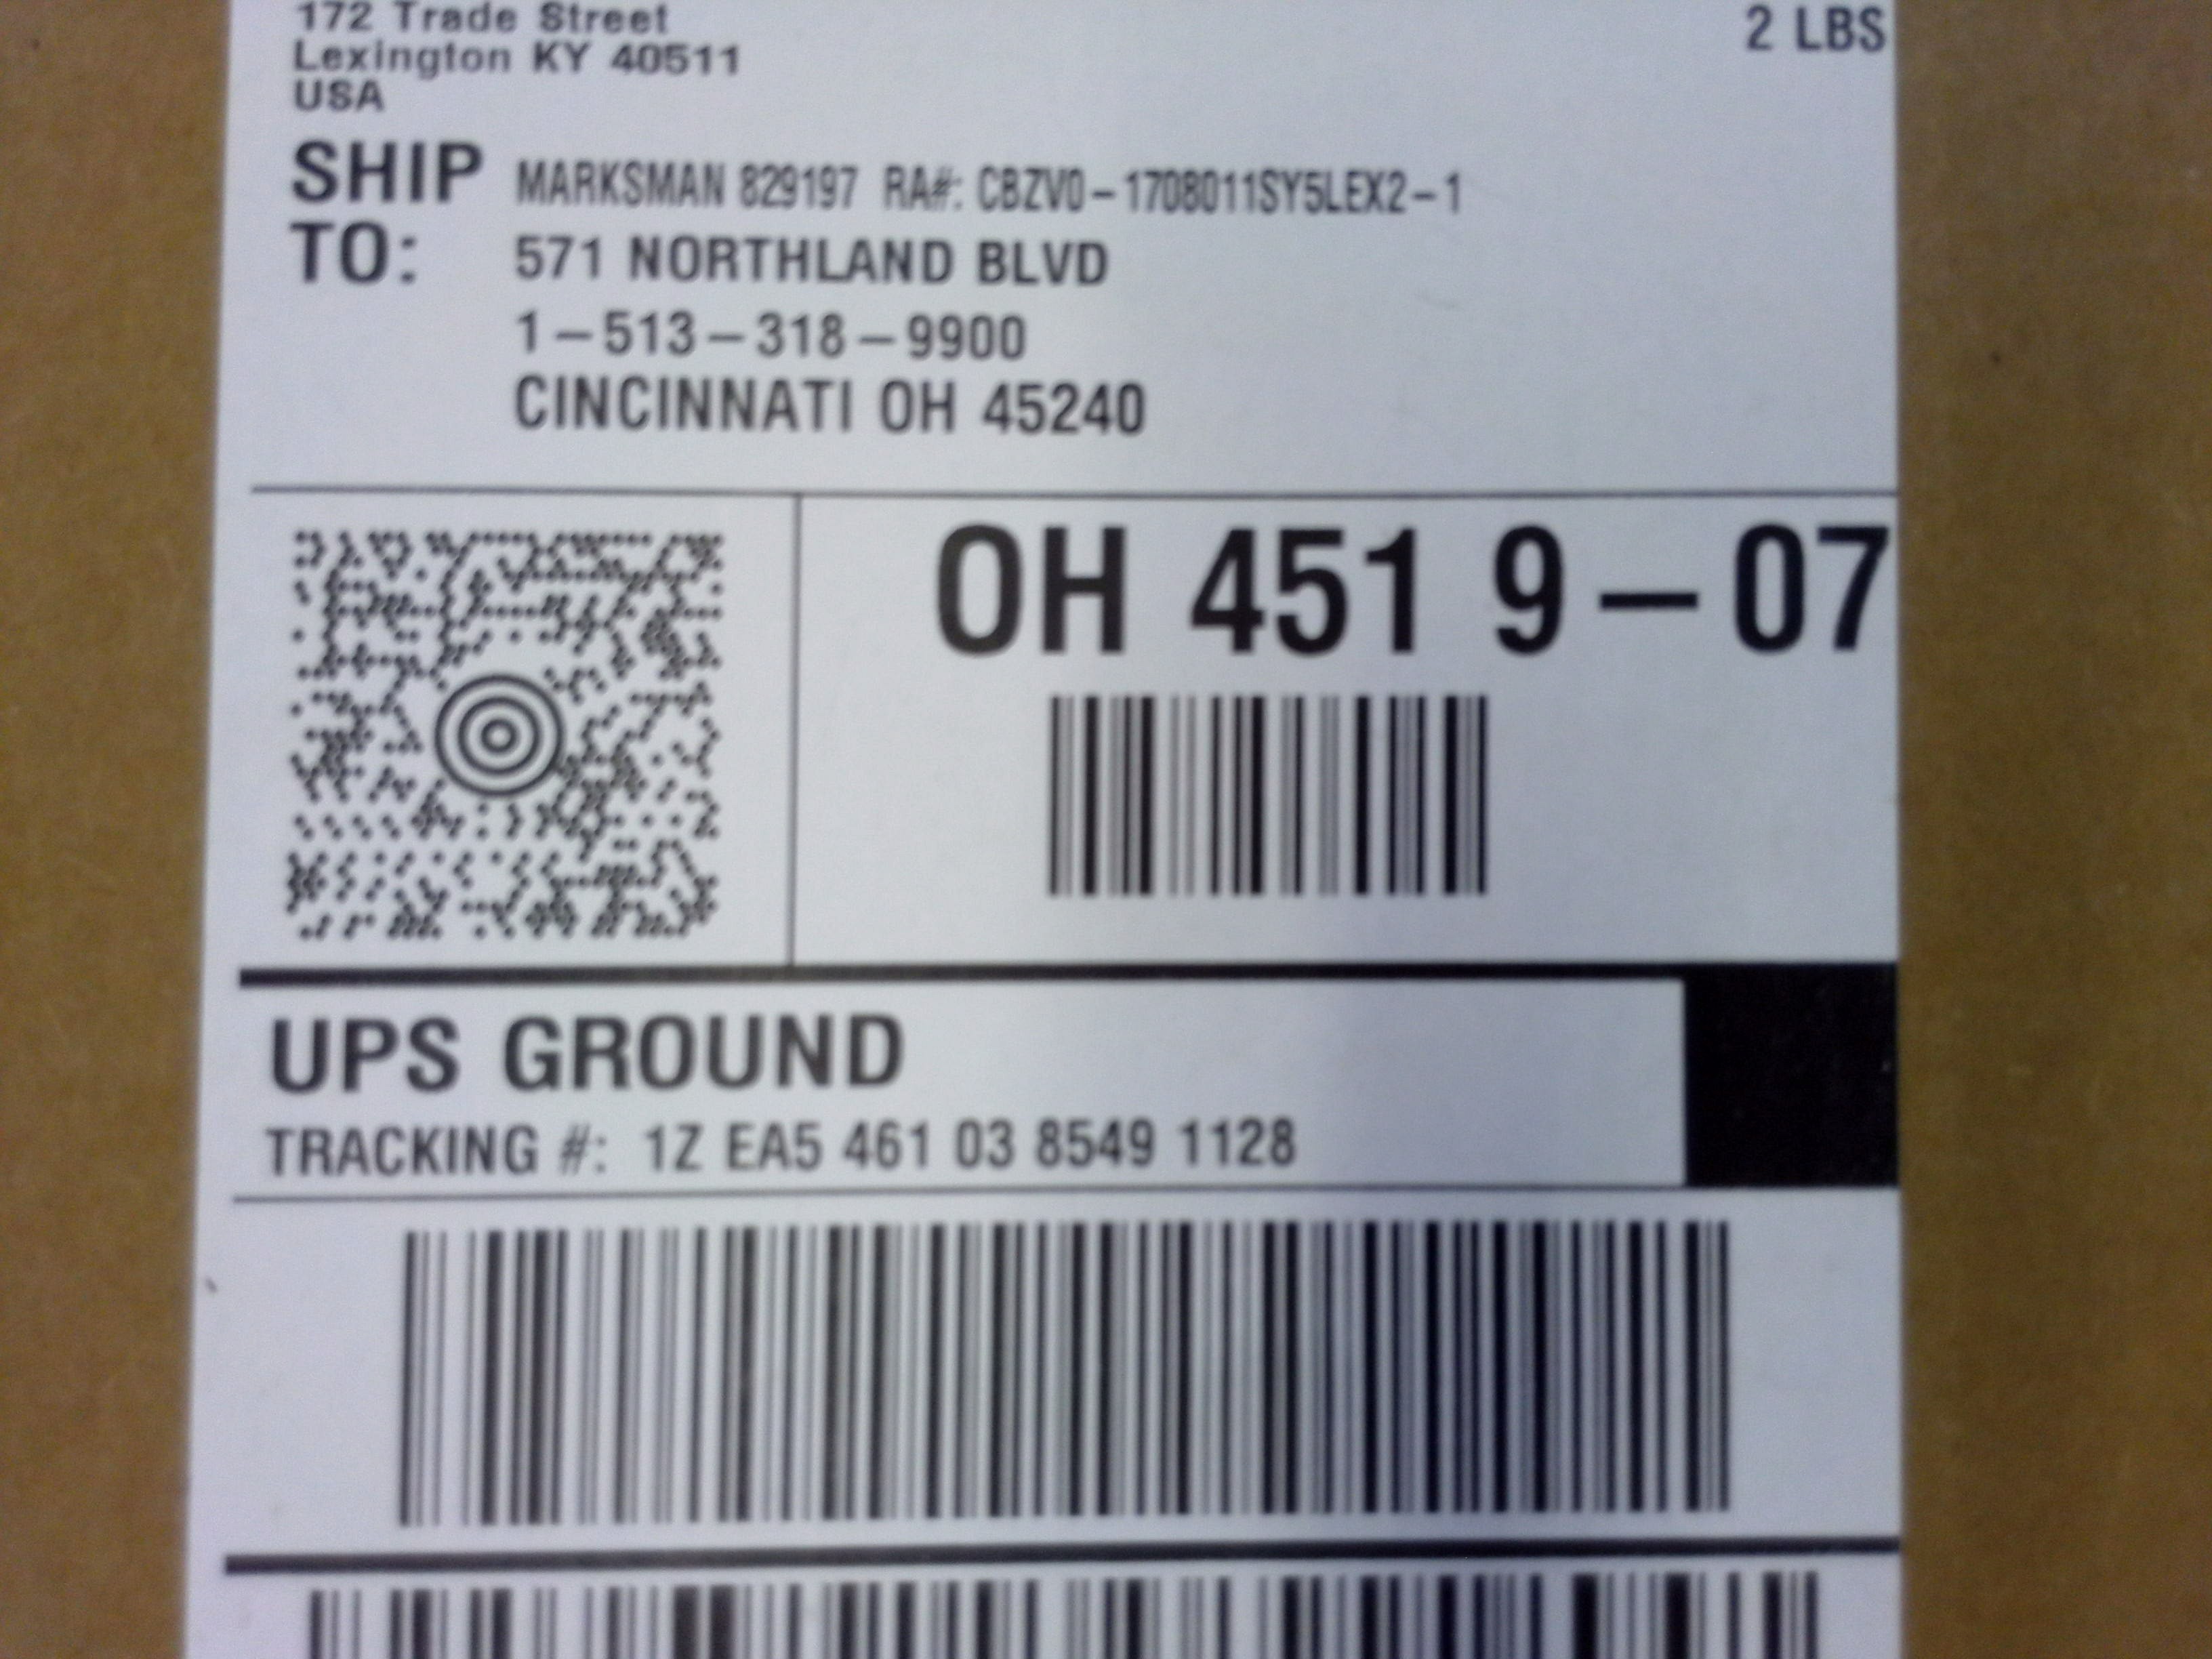 172 Trade Street
Lexington KY 40511
USA
2 LBS
SHIP TO:
MARKSMAN 829197 RA#: CBZV0-1708011SY5LEX2-1
571 NORTHLAND BLVD
1-513-318-9900
CINCINNATI OH 45240
OH 451 9-07
UPS GROUND
TRACKING #: 1Z EA5 461 03 8549 1128